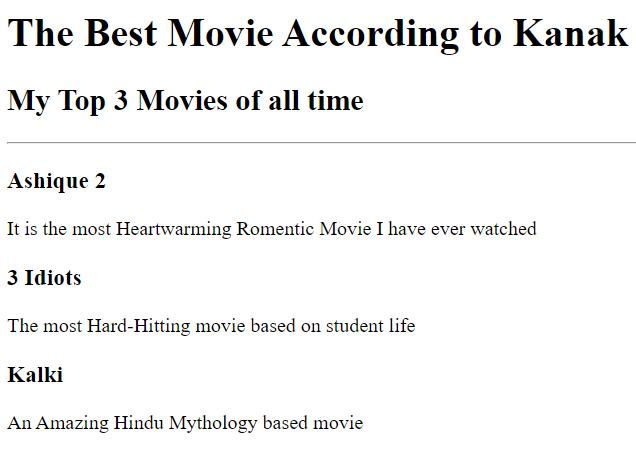 The Best Movie According to Kanak
My Top 3 Movies of all time
Ashique 2
It is the most Heartwarming Romentic Movie I have ever watched
3 Idiots
The most Hard-Hitting movie based on student life
Kalki
An Amazing Hindu Mythology based movie